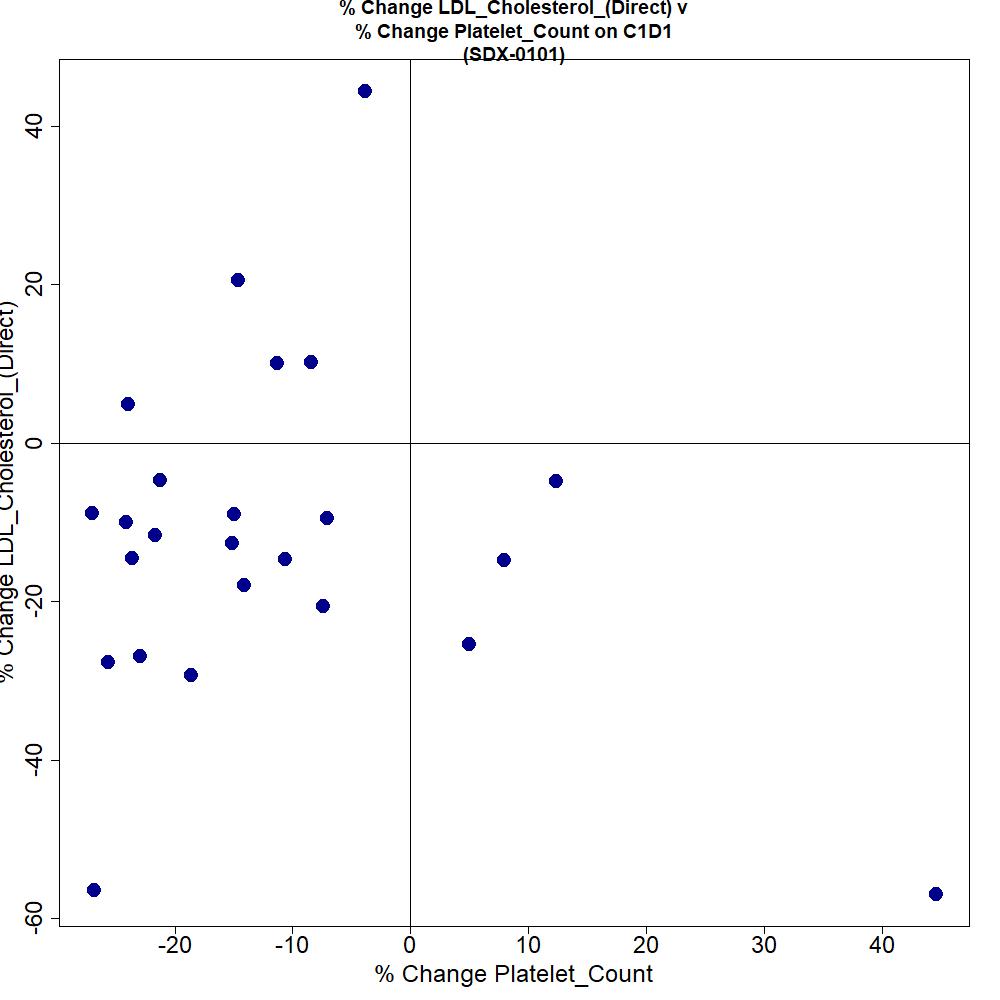 % Change LDL_Cholesterol_(Direct) v
% Change Platelet_Count on C1D1
(SDX-0101)
% Change LDL_Cholesterol_(Direct)
40
20
0
-20
-40
-60
-20 -10 0 10 20 30 40
% Change Platelet_Count